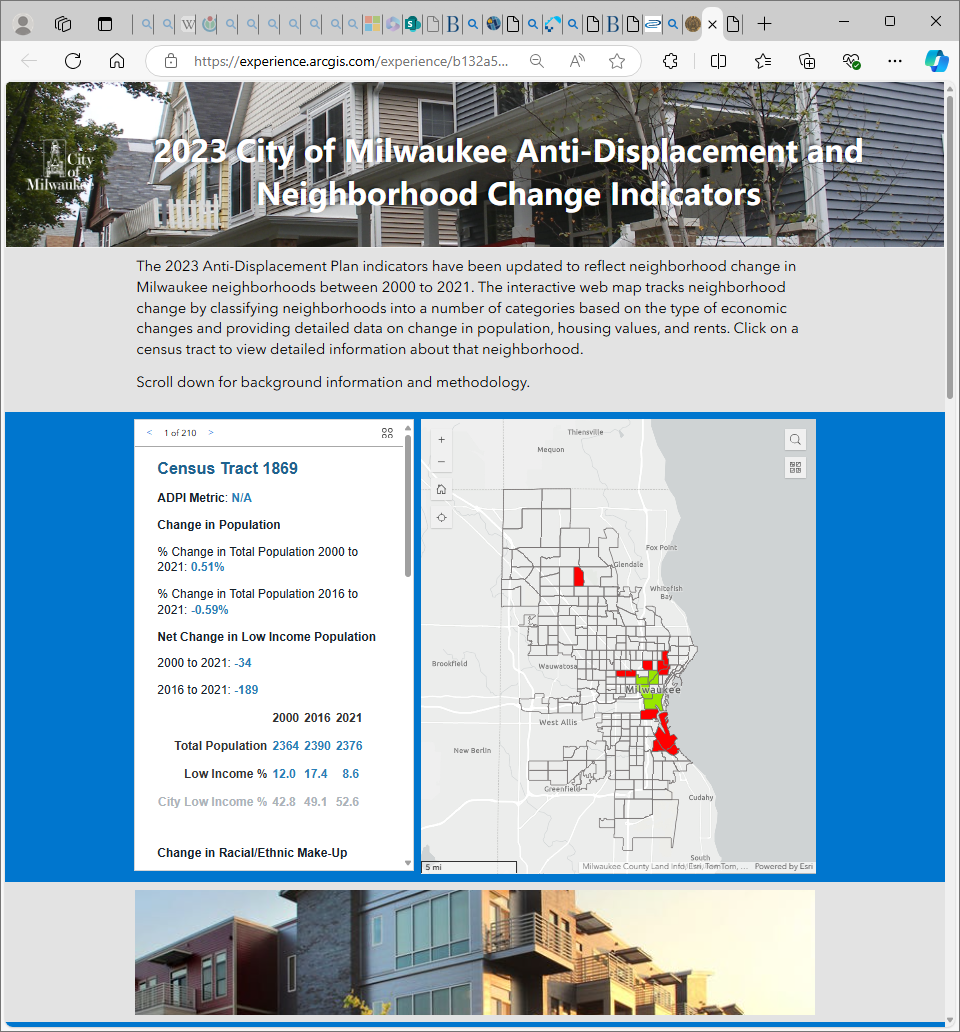 https://experience.arcgis.com/experience/b132a5...
City
of
Milwaukee
2023 City of Milwaukee Anti-Displacement and
Neighborhood Change Indicators
The 2023 Anti-Displacement Plan indicators have been updated to reflect neighborhood change in
Milwaukee neighborhoods between 2000 to 2021. The interactive web map tracks neighborhood
change by classifying neighborhoods into a number of categories based on the type of economic
changes and providing detailed data on change in population, housing values, and rents. Click on a
census tract to view detailed information about that neighborhood.
Scroll down for background information and methodology.
< 1 of 210 >
Census Tract 1869
ADPI Metric: N/A
Change in Population
% Change in Total Population 2000 to
2021: 0.51%
% Change in Total Population 2016 to
2021: -0.59%
Net Change in Low Income Population
2000 to 2021: -34
2016 to 2021: -189
2000 2016 2021
Total Population 2364 2390 2376
Low Income % 12.0 17.4 8.6
City Low Income % 42.8 49.1 52.6
Change in Racial/Ethnic Make-Up
Thiensville
Mequon
Fox Point
Glendale
Whitefish
Bay
Brookfield
Wauwatosa
Milwaukee
West Allis
New Berlin
Greenfield
Cudahy
South
5 mi
Milwaukee County Land Info, Esri, TomTom, ...
Powered by Esri